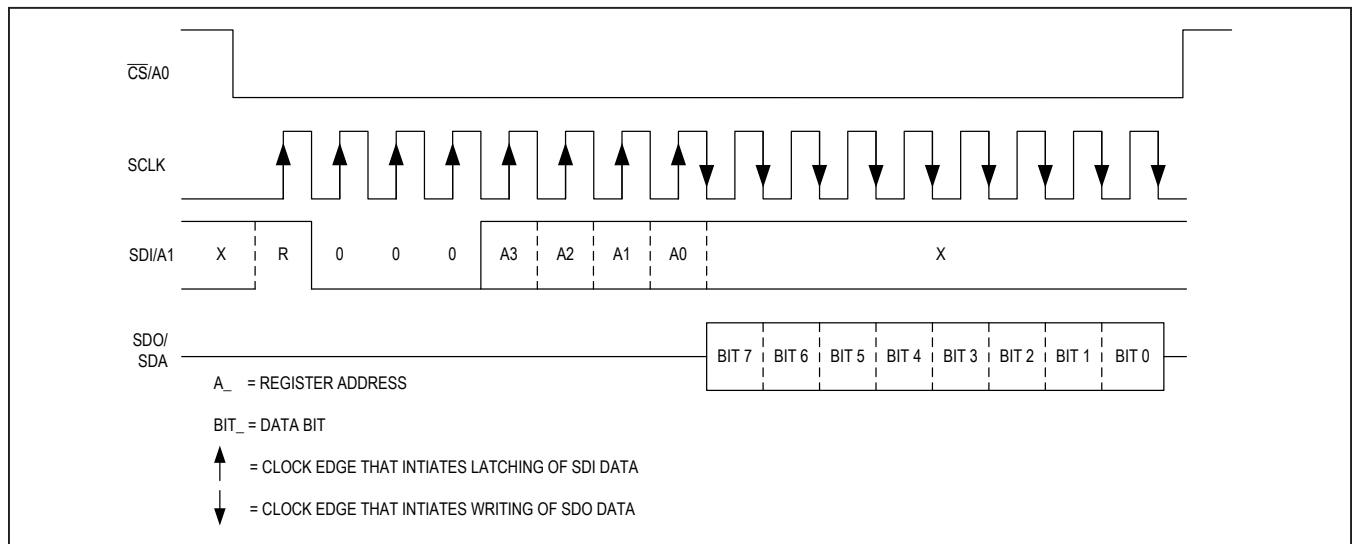 C̅S̅/A0
SCLK
SDI/A1 X R 0 0 0 A3 A2 A1 A0 X
SDO/
SDA
BIT 7 BIT 6 BIT 5 BIT 4 BIT 3 BIT 2 BIT 1 BIT 0
A_ = REGISTER ADDRESS
BIT_ = DATA BIT
= CLOCK EDGE THAT INTIATES LATCHING OF SDI DATA
= CLOCK EDGE THAT INTIATES WRITING OF SDO DATA